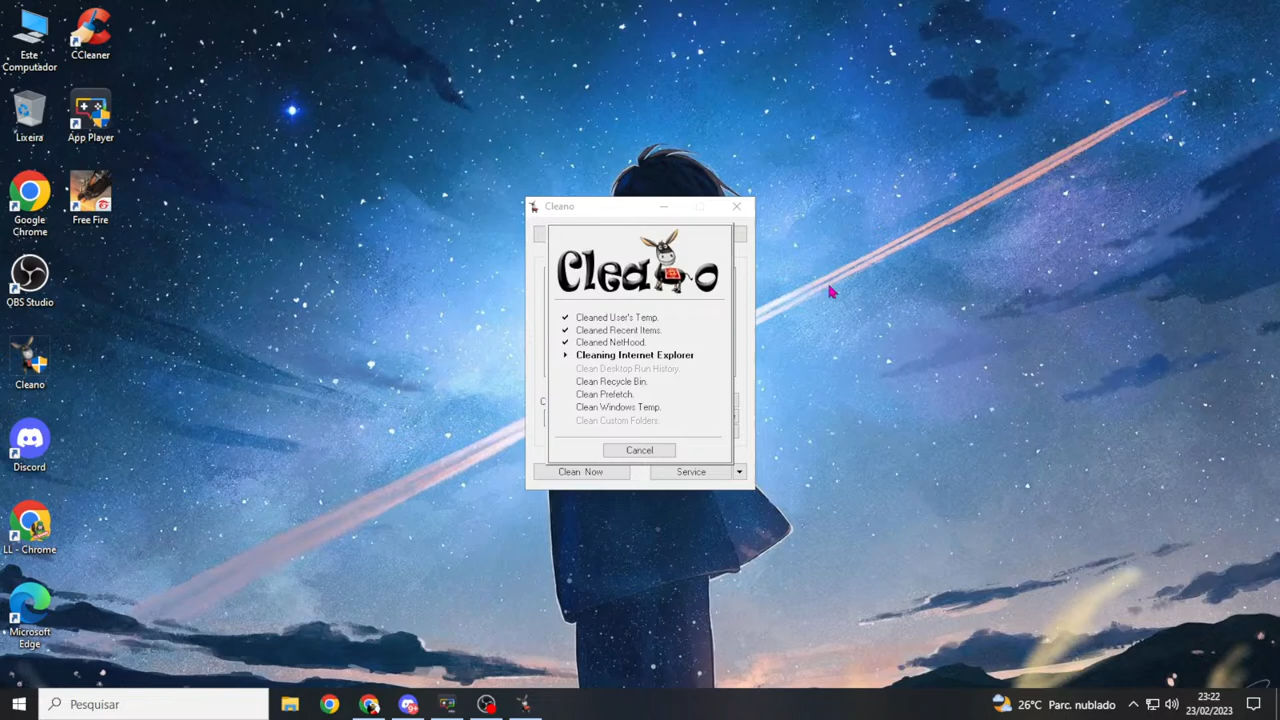 Este
Computador
CCleaner
Lixeira
App Player
Google
Chrome
Free Fire
OBS Studio
Cleano
Discord
LL - Chrome
Microsoft
Edge
Cleano
Cleano
Cleaned User's Temp.
Cleaned Recent Items.
Cleaned NetHood.
Cleaning Internet Explorer
Clean Desktop Run History.
Clean Recycle Bin.
Clean Prefetch.
Clean Windows Temp.
Clean Custom Folders.
Cancel
Clean Now
Service
Pesquisar
26°C Parc. nublado
23:22
23/02/2023